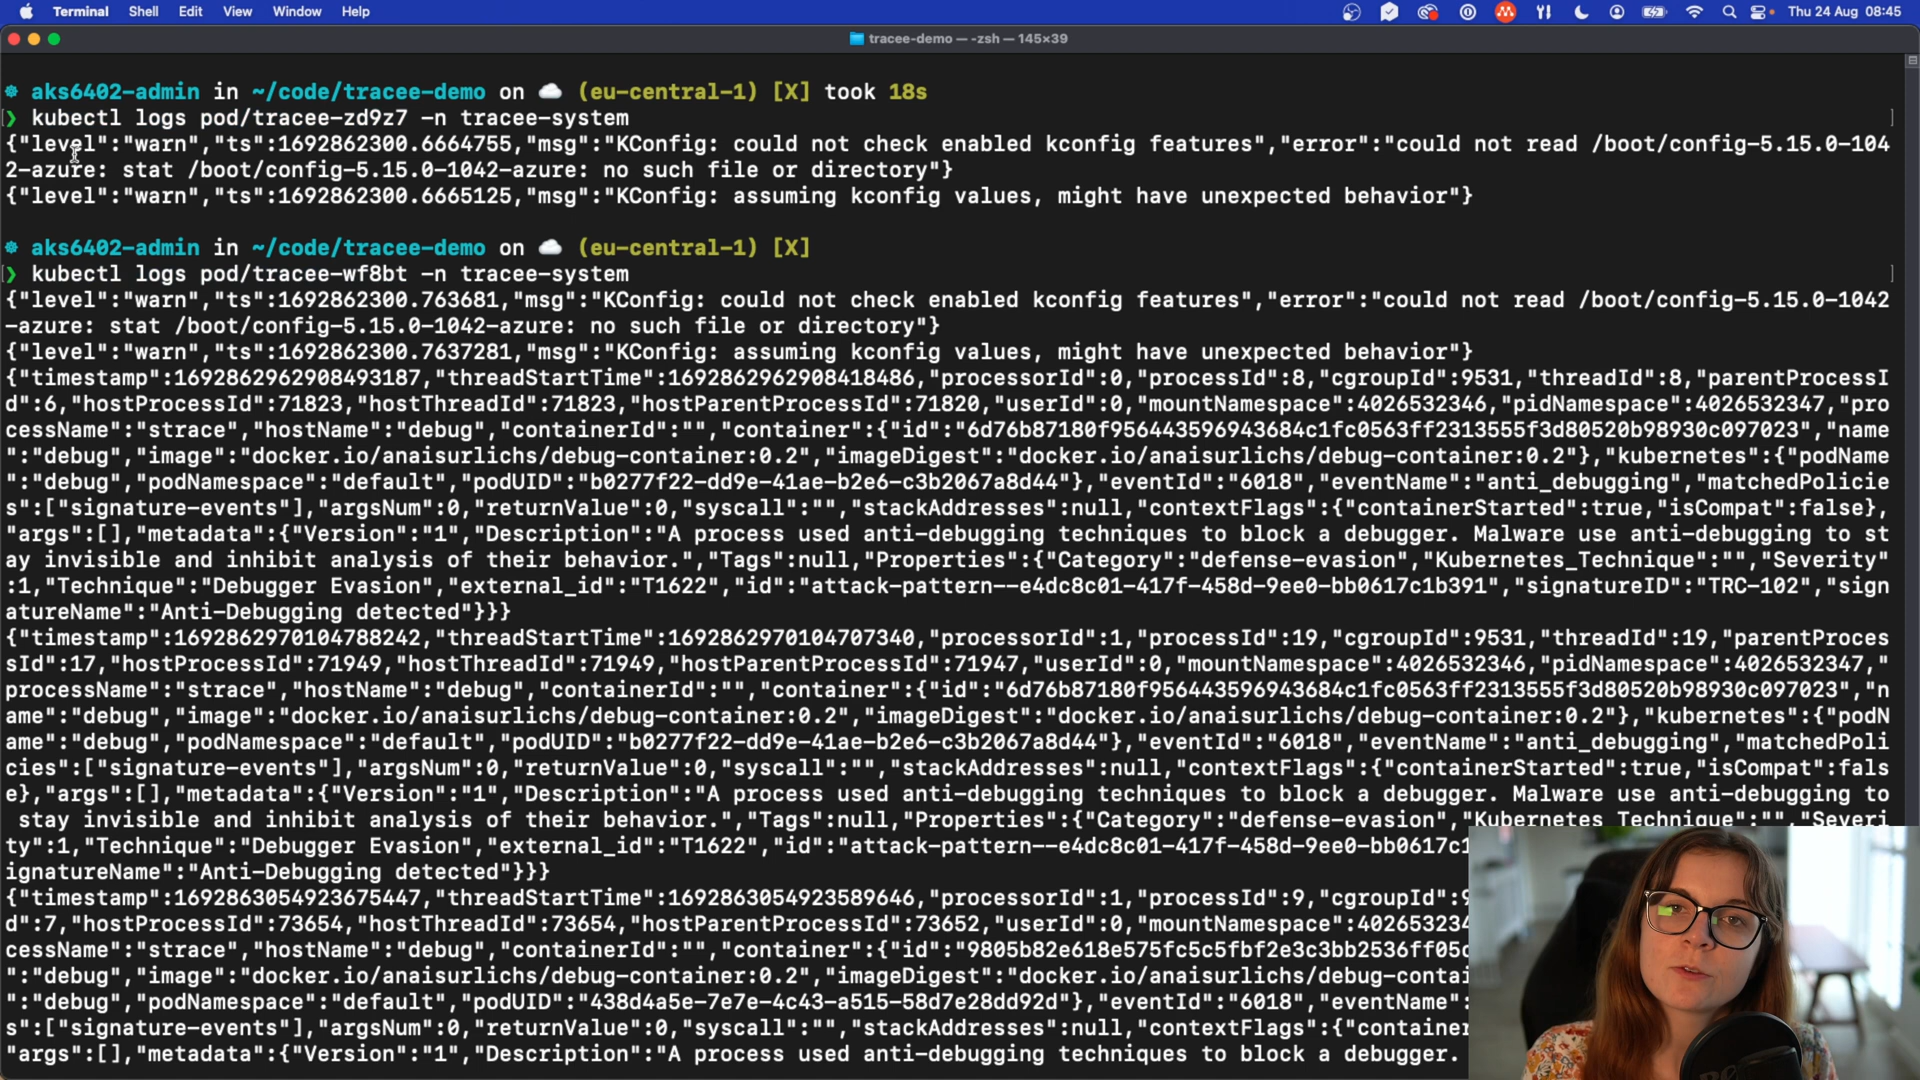 Terminal Shell Edit View Window Help Thu 24 Aug 08:45
tracee-demo — -zsh — 145×39
aks6402-admin in ~/code/tracee-demo on (eu-central-1) [X] took 18s
❯ kubectl logs pod/tracee-zd9z7 -n tracee-system
{"level":"warn","ts":1692862300.6664755,"msg":"KConfig: could not check enabled kconfig features","error":"could not read /boot/config-5.15.0-104
2-azure: stat /boot/config-5.15.0-1042-azure: no such file or directory"}
{"level":"warn","ts":1692862300.6665125,"msg":"KConfig: assuming kconfig values, might have unexpected behavior"}
aks6402-admin in ~/code/tracee-demo on (eu-central-1) [X]
❯ kubectl logs pod/tracee-wf8bt -n tracee-system
{"level":"warn","ts":1692862300.763681,"msg":"KConfig: could not check enabled kconfig features","error":"could not read /boot/config-5.15.0-1042
-azure: stat /boot/config-5.15.0-1042-azure: no such file or directory"}
{"level":"warn","ts":1692862300.7637281,"msg":"KConfig: assuming kconfig values, might have unexpected behavior"}
{"timestamp":1692862962908493187,"threadStartTime":1692862962908418486,"processorId":0,"processId":8,"cgroupId":9531,"threadId":8,"parentProcessI
d":6,"hostProcessId":71823,"hostThreadId":71823,"hostParentProcessId":71820,"userId":0,"mountNamespace":4026532346,"pidNamespace":4026532347,"pro
cessName":"strace","hostName":"debug","containerId":"","container":{"id":"6d76b87180f956443596943684c1fc0563ff2313555f3d80520b98930c097023","name
":"debug","image":"docker.io/anaisurlichs/debug-container:0.2","imageDigest":"docker.io/anaisurlichs/debug-container:0.2"},"kubernetes":{"podName
":"debug","podNamespace":"default","podUID":"b0277f22-dd9e-41ae-b2e6-c3b2067a8d44"},"eventId":"6018","eventName":"anti_debugging","matchedPolicie
s":["signature-events"],"argsNum":0,"returnValue":0,"syscall":"","stackAddresses":null,"contextFlags":{"containerStarted":true,"isCompat":false},
"args":[],"metadata":{"Version":"1","Description":"A process used anti-debugging techniques to block a debugger. Malware use anti-debugging to st
ay invisible and inhibit analysis of their behavior.","Tags":null,"Properties":{"Category":"defense-evasion","Kubernetes_Technique":"","Severity"
:1,"Technique":"Debugger Evasion","external_id":"T1622","id":"attack-pattern--e4dc8c01-417f-458d-9ee0-bb0617c1b391","signatureID":"TRC-102","sign
atureName":"Anti-Debugging detected"}}}
{"timestamp":1692862970104788242,"threadStartTime":1692862970104707340,"processorId":1,"processId":19,"cgroupId":9531,"threadId":19,"parentProces
sId":17,"hostProcessId":71949,"hostThreadId":71949,"hostParentProcessId":71947,"userId":0,"mountNamespace":4026532346,"pidNamespace":4026532347,"
processName":"strace","hostName":"debug","containerId":"","container":{"id":"6d76b87180f956443596943684c1fc0563ff2313555f3d80520b98930c097023","n
ame":"debug","image":"docker.io/anaisurlichs/debug-container:0.2","imageDigest":"docker.io/anaisurlichs/debug-container:0.2"},"kubernetes":{"podN
ame":"debug","podNamespace":"default","podUID":"b0277f22-dd9e-41ae-b2e6-c3b2067a8d44"},"eventId":"6018","eventName":"anti_debugging","matchedPoli
cies":["signature-events"],"argsNum":0,"returnValue":0,"syscall":"","stackAddresses":null,"contextFlags":{"containerStarted":true,"isCompat":fals
e},"args":[],"metadata":{"Version":"1","Description":"A process used anti-debugging techniques to block a debugger. Malware use anti-debugging to
 stay invisible and inhibit analysis of their behavior.","Tags":null,"Properties":{"Category":"defense-evasion","Kubernetes_Technique":"","Severi
ty":1,"Technique":"Debugger Evasion","external_id":"T1622","id":"attack-pattern--e4dc8c01-417f-458d-9ee0-bb0617c1
ignatureName":"Anti-Debugging detected"}}}
{"timestamp":1692863054923675447,"threadStartTime":1692863054923589646,"processorId":1,"processId":9,"cgroupId":9
d":7,"hostProcessId":73654,"hostThreadId":73654,"hostParentProcessId":73652,"userId":0,"mountNamespace":402653234
cessName":"strace","hostName":"debug","containerId":"","container":{"id":"9805b82e618e575fc5c5fbf2e3c3bb2536ff05c
":"debug","image":"docker.io/anaisurlichs/debug-container:0.2","imageDigest":"docker.io/anaisurlichs/debug-contai
":"debug","podNamespace":"default","podUID":"438d4a5e-7e7e-4c43-a515-58d7e28dd92d"},"eventId":"6018","eventName":
s":["signature-events"],"argsNum":0,"returnValue":0,"syscall":"","stackAddresses":null,"contextFlags":{"container
"args":[],"metadata":{"Version":"1","Description":"A process used anti-debugging techniques to block a debugger.